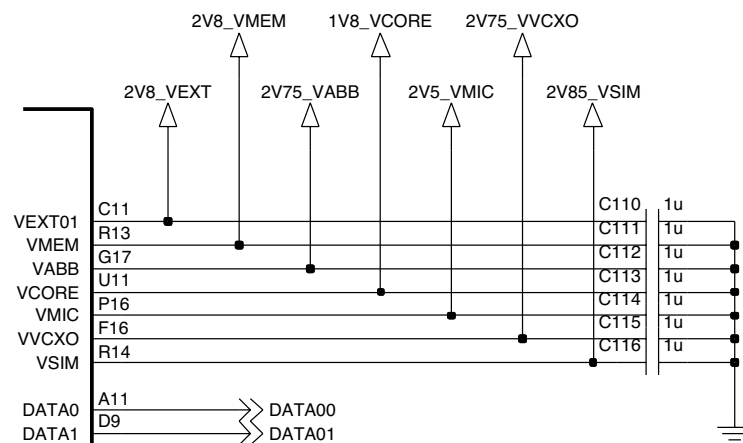 2V8_VMEM 1V8_VCORE 2V75_VVCXO
2V8_VEXT 2V75_VABB 2V5_VMIC 2V85_VSIM
VEXT01 C11 C110 1u
VMEM R13 C111 1u
VABB G17 C112 1u
VCORE U11 C113 1u
VMIC P16 C114 1u
VVCXO F16 C115 1u
VSIM R14 C116 1u
DATA0 A11 DATA00
DATA1 D9 DATA01